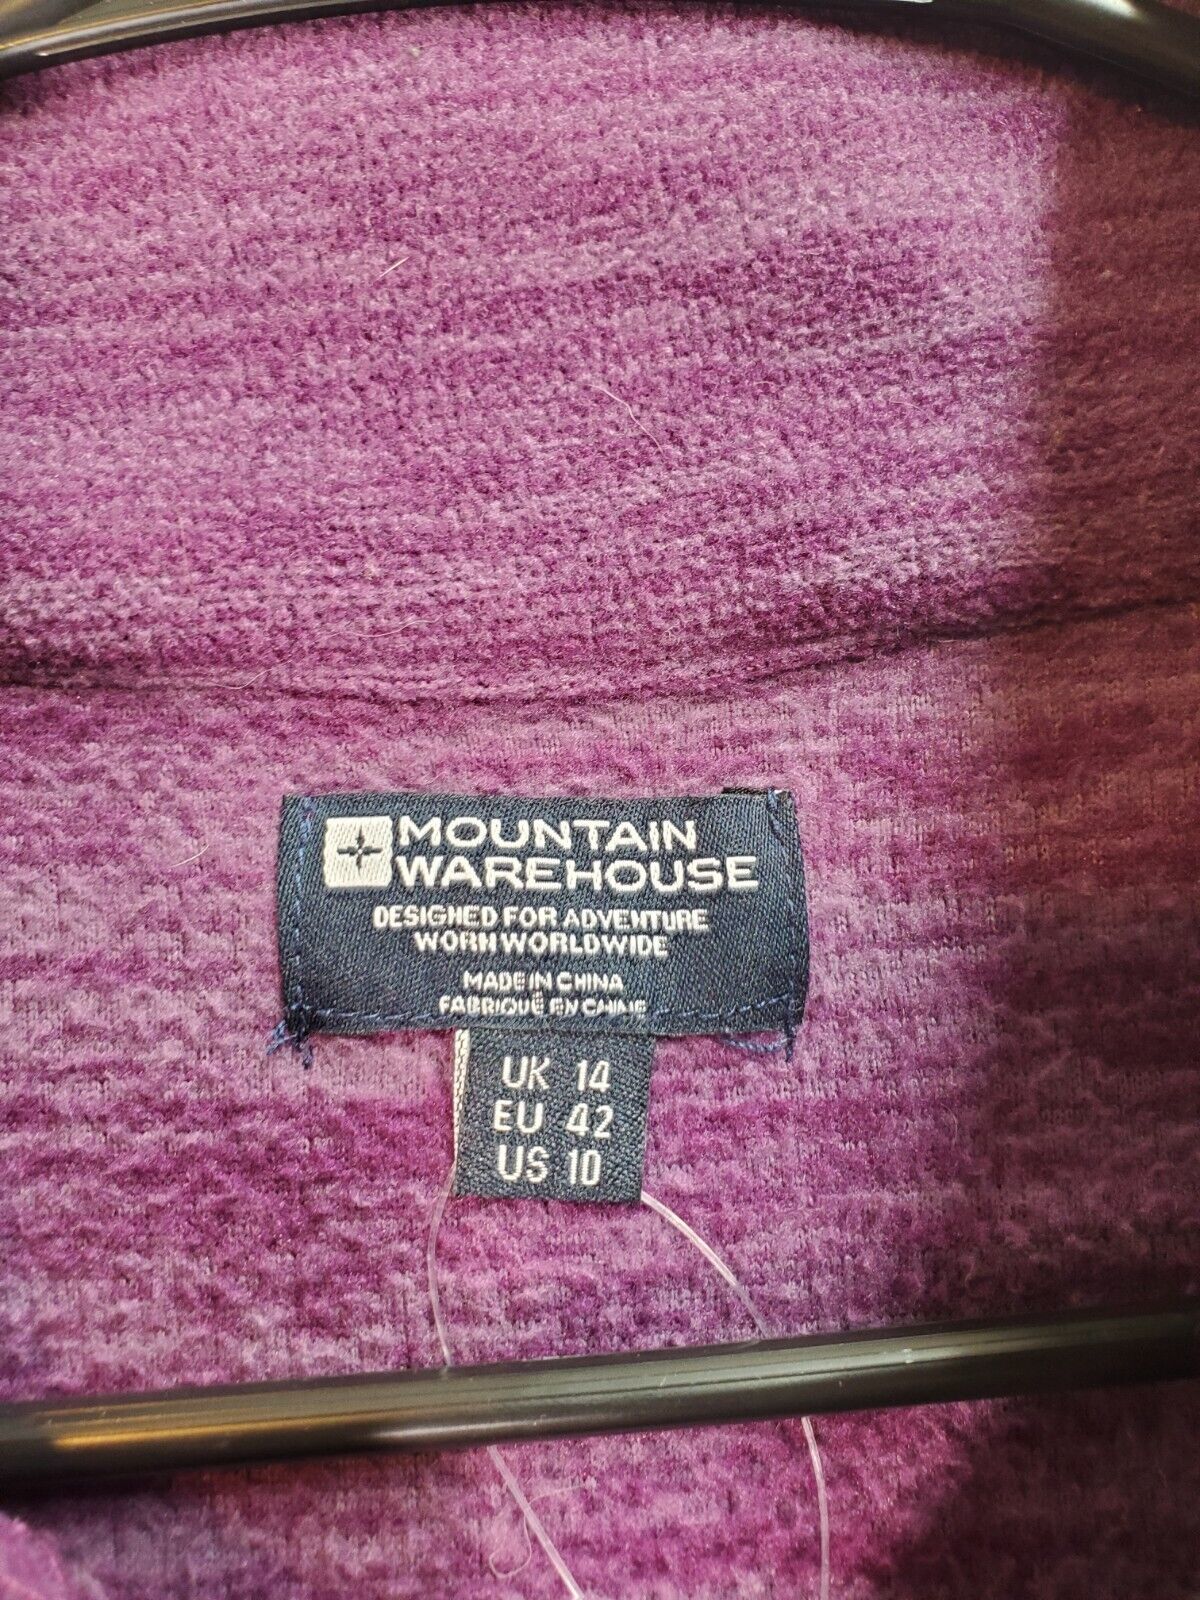 MOUNTAIN
WAREHOUSE
DESIGNED FOR ADVENTURE
WORN WORLDWIDE
MADE IN CHINA
FABRIQUÉ EN CHINE
UK 14
EU 42
US 10